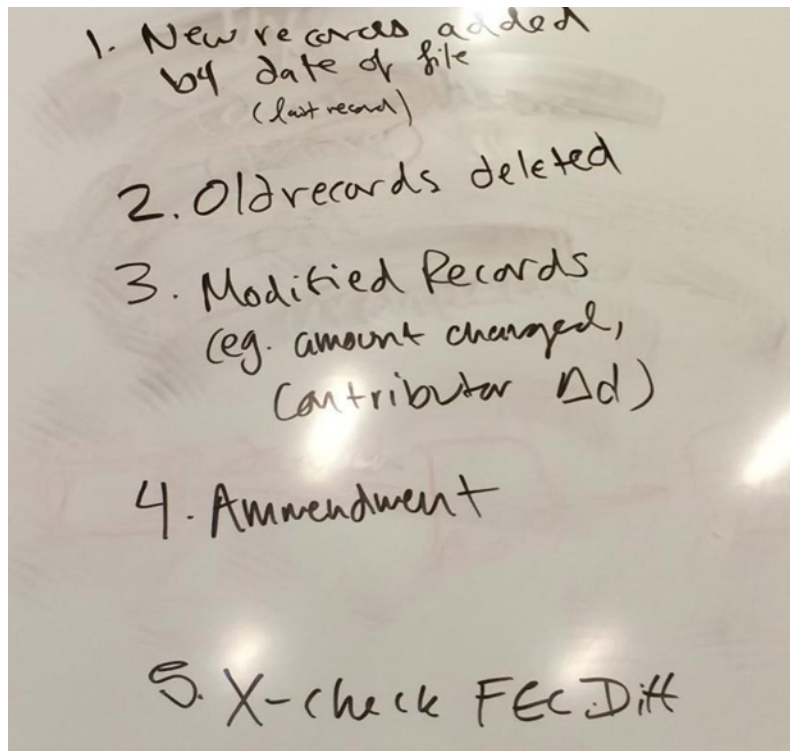 1. New records added
by date of file
(last record)
2. Old records deleted
3. Modified Records
(eg. amount changed,
Contributor Δd)
4. Ammendment
5. X-check FEC Diff